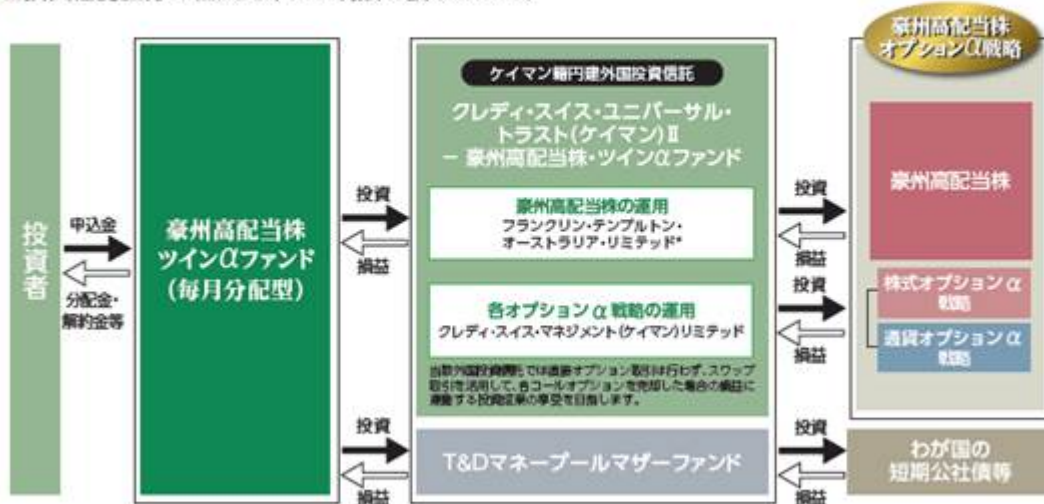 投資者
申込金
分配金・
解約金等
豪州高配当株
ツインαファンド
(毎月分配型)
投資
損益
投資
損益
ケイマン籍円建外国投資信託
クレディ・スイス・ユニバーサル・
トラスト(ケイマン)Ⅱ
− 豪州高配当株・ツインαファンド
豪州高配当株の運用
フランクリン・テンプルトン・
オーストラリア・リミテッド*
各オプションα戦略の運用
クレディ・スイス・マネジメント(ケイマン)リミテッド
当該外国投資信託では直接オプション取引は行わず、スワップ
取引を活用して、各コールオプションを売却した場合の損益に
連動する投資成果の享受を目指します。
T&Dマネープールマザーファンド
投資
損益
投資
損益
投資
損益
豪州高配当株
オプションα戦略
豪州高配当株
株式オプションα
戦略
通貨オプションα
戦略
わが国の
短期公社債等